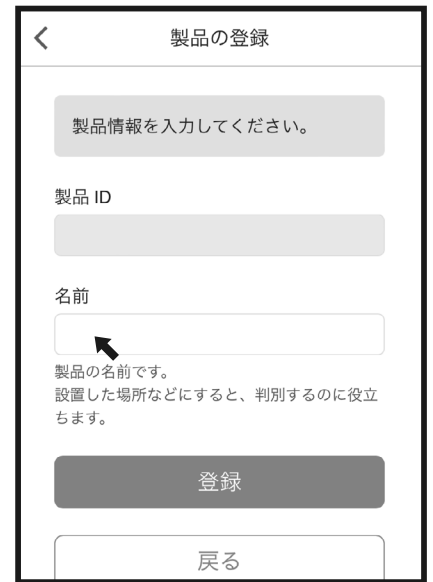 製品の登録
製品情報を入力してください。
製品 ID
名前
製品の名前です。
設置した場所などにすると、判別するのに役立
ちます。
登録
戻る